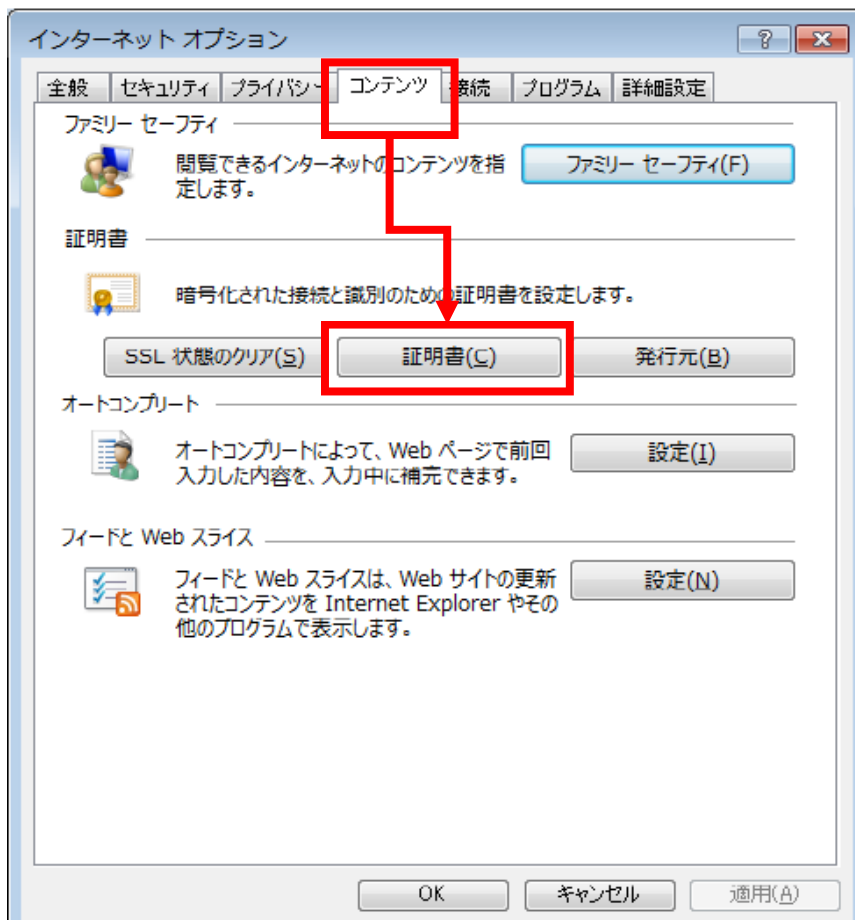 インターネット オプション
全般 セキュリティ プライバシー コンテンツ 接続 プログラム 詳細設定
ファミリー セーフティ
閲覧できるインターネットのコンテンツを指
定します。
ファミリー セーフティ(F)
証明書
暗号化された接続と識別のための証明書を設定します。
SSL 状態のクリア(S) 証明書(C) 発行元(B)
オートコンプリート
オートコンプリートによって、Web ページで前回
入力した内容を、入力中に補完できます。
設定(I)
フィードと Web スライス
フィードと Web スライスは、Web サイトの更新
されたコンテンツを Internet Explorer やその
他のプログラムで表示します。
設定(N)
OK キャンセル 適用(A)